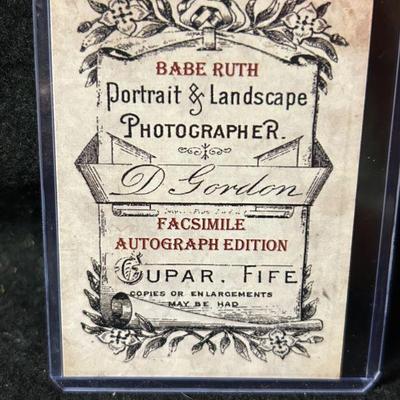 BABE RUTH
Portrait & Landscape
PHOTOGRAPHER.
D Gordon
FACSIMILE
AUTOGRAPH EDITION
CUPAR. FIFE
COPIES OR ENLARGEMENTS
MAY BE HAD